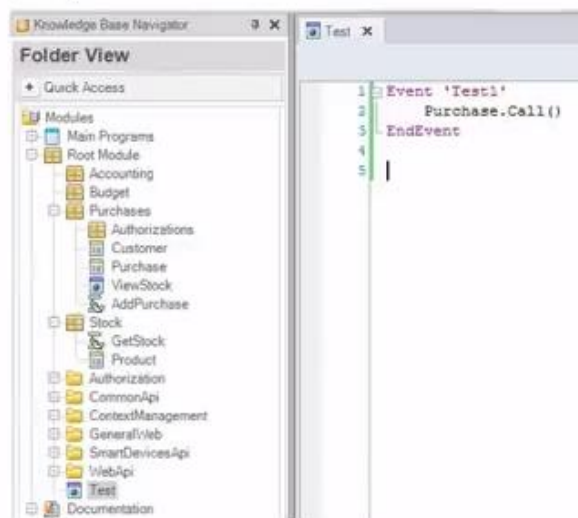 Knowledge Base Navigator
Folder View
Quick Access
Modules
Main Programs
Root Module
Accounting
Budget
Purchases
Authorizations
Customer
Purchase
ViewStock
AddPurchase
Stock
GetStock
Product
Authorization
CommonApi
ContextManagement
GeneralWeb
SmartDevicesApi
WebApi
Test
Documentation
Test
1 Event 'Test1'
2 Purchase.Call()
3 EndEvent
4
5